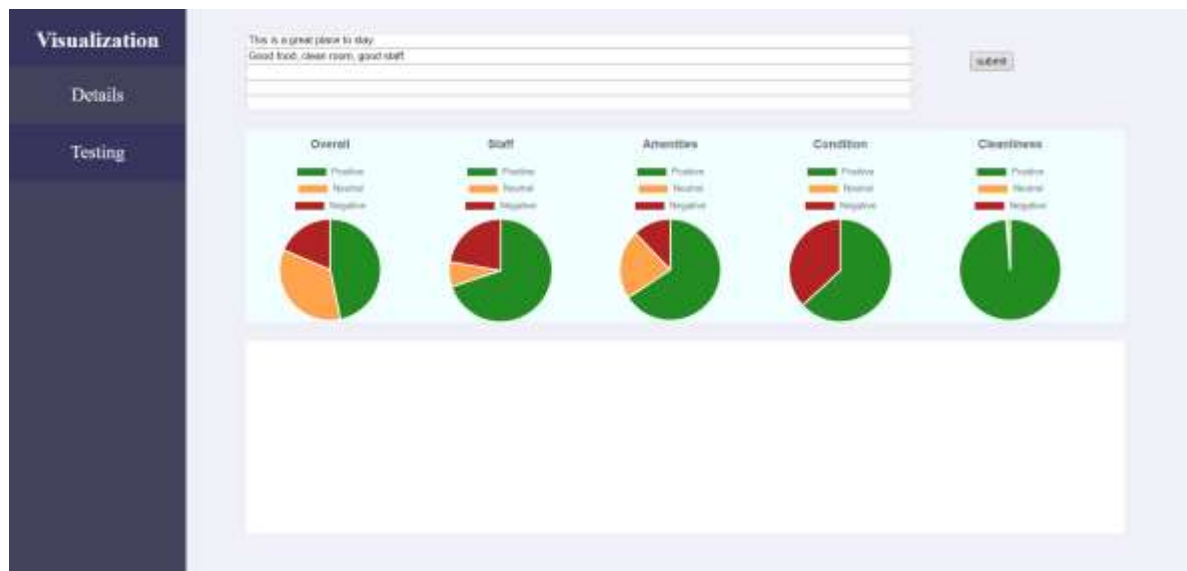 Visualization
Details
Testing
This is a great place to stay
Good food, clean room, good staff.
submit
Overall
Staff
Amenities
Condition
Cleanliness
Positive
Neutral
Negative
Positive
Neutral
Negative
Positive
Neutral
Negative
Positive
Neutral
Negative
Positive
Neutral
Negative